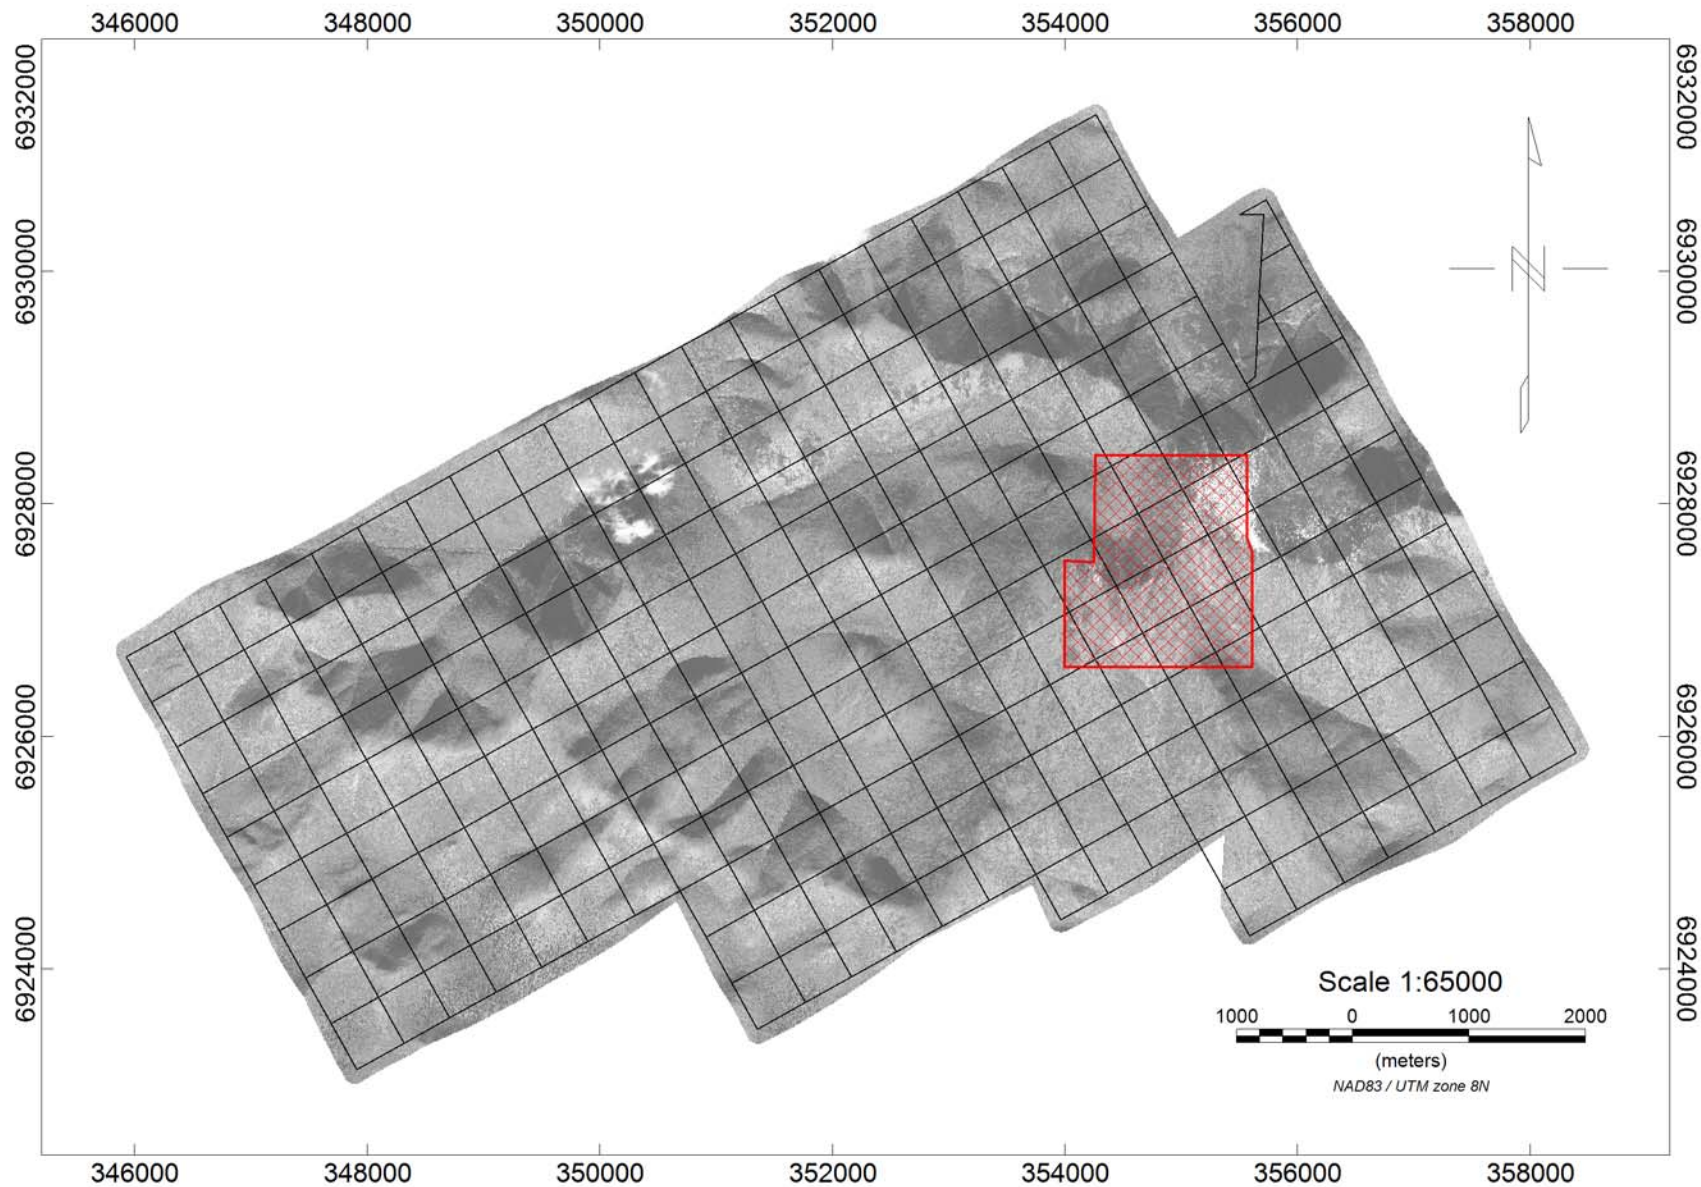 346000 348000 350000 352000 354000 356000 358000
6932000 6932000
6930000 6930000
N
6928000 6928000
6926000 6926000
6924000 6924000
Scale 1:65000
1000 0 1000 2000
(meters)
NAD83 / UTM zone 8N
346000 348000 350000 352000 354000 356000 358000